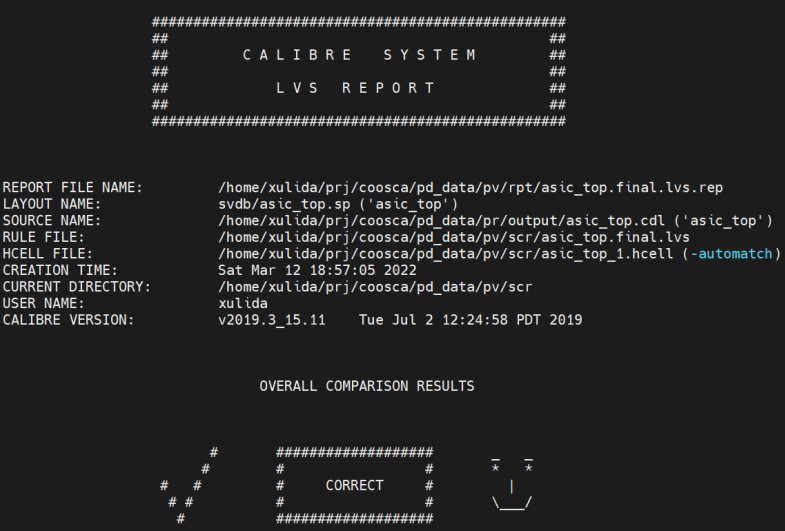 ##################################################
## ##
## C A L I B R E S Y S T E M ##
## ##
## L V S R E P O R T ##
## ##
##################################################
REPORT FILE NAME: /home/xulida/prj/coosca/pd_data/pv/rpt/asic_top.final.lvs.rep
LAYOUT NAME: svdb/asic_top.sp ('asic_top')
SOURCE NAME: /home/xulida/prj/coosca/pd_data/pr/output/asic_top.cdl ('asic_top')
RULE FILE: /home/xulida/prj/coosca/pd_data/pv/scr/asic_top.final.lvs
HCELL FILE: /home/xulida/prj/coosca/pd_data/pv/scr/asic_top_1.hcell (-automatch)
CREATION TIME: Sat Mar 12 18:57:05 2022
CURRENT DIRECTORY: /home/xulida/prj/coosca/pd_data/pv/scr
USER NAME: xulida
CALIBRE VERSION: v2019.3_15.11 Tue Jul 2 12:24:58 PDT 2019
OVERALL COMPARISON RESULTS
# ################### _ _
# # # * *
# # # CORRECT # |
# # # # \___/
# ###################